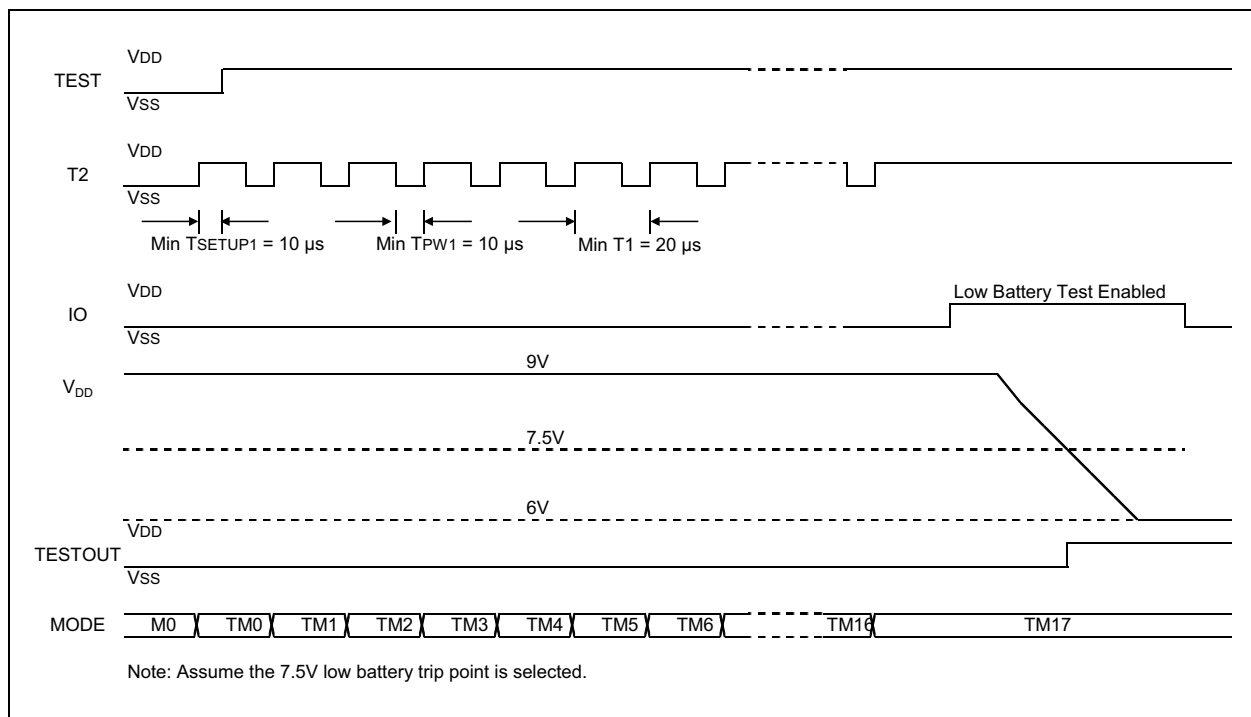 VDD
TEST
VSS
VDD
T2
VSS
Min TSETUP1 = 10 µs
Min TPW1 = 10 µs
Min T1 = 20 µs
VDD
Low Battery Test Enabled
IO
VSS
9V
VDD
7.5V
6V
VDD
TESTOUT
VSS
MODE M0 TM0 TM1 TM2 TM3 TM4 TM5 TM6 TM16 TM17
Note: Assume the 7.5V low battery trip point is selected.